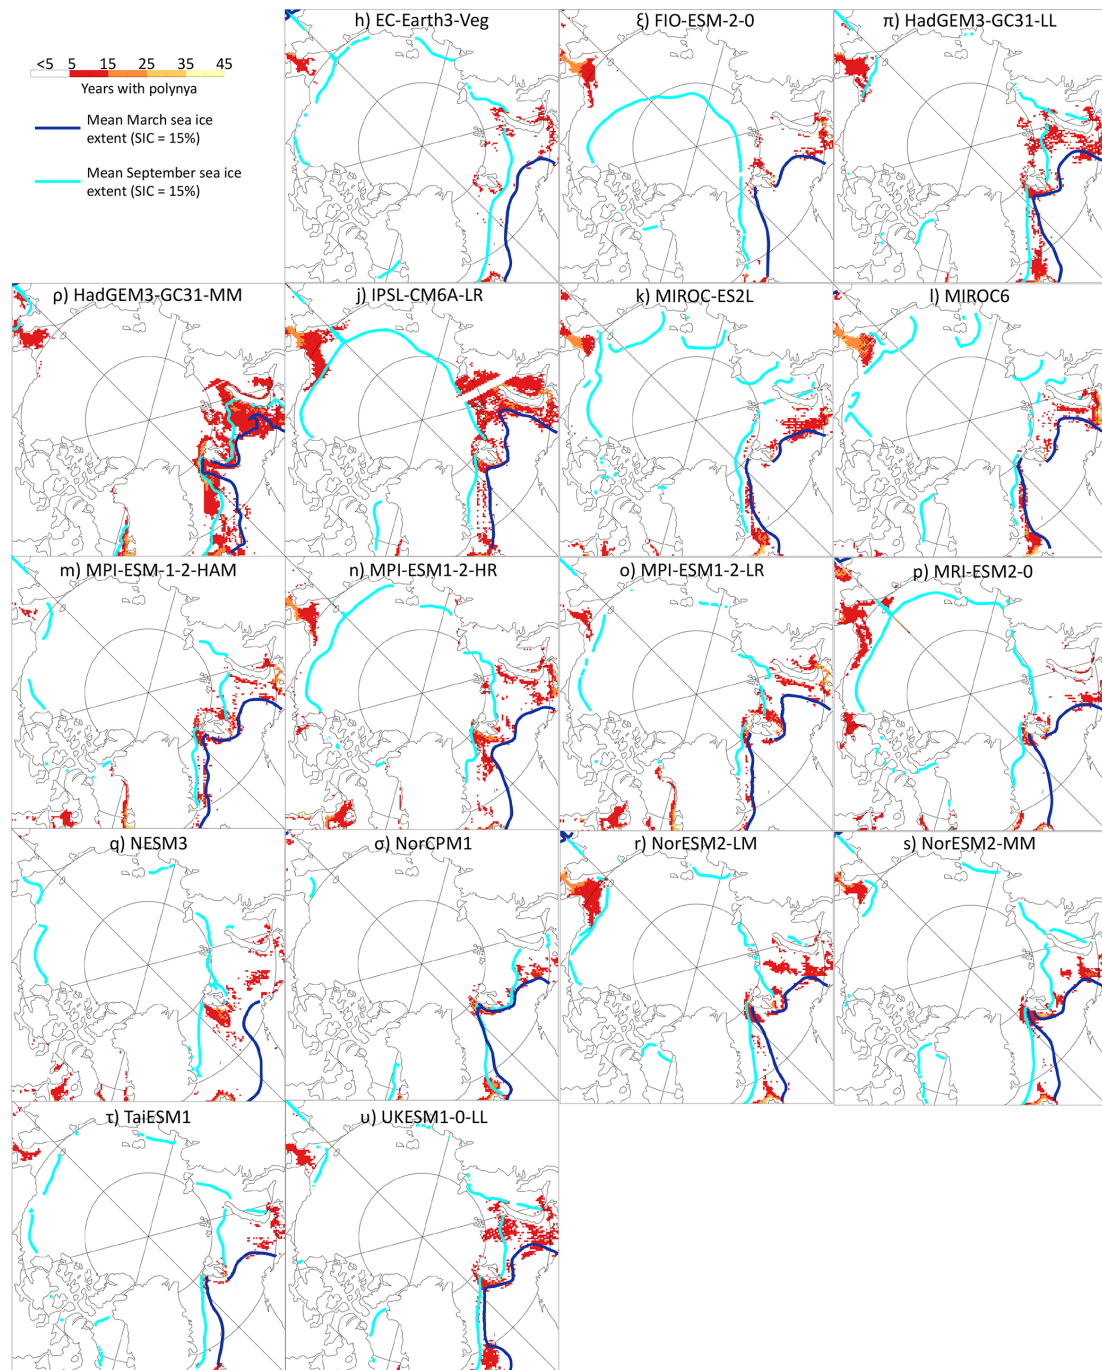 h) EC-Earth3-Veg
ξ) FIO-ESM-2-0
π) HadGEM3-GC31-LL
<5 5 15 25 35 45
Years with polynya
Mean March sea ice
extent (SIC = 15%)
Mean September sea ice
extent (SIC = 15%)
ρ) HadGEM3-GC31-MM
j) IPSL-CM6A-LR
k) MIROC-ES2L
l) MIROC6
m) MPI-ESM-1-2-HAM
n) MPI-ESM1-2-HR
o) MPI-ESM1-2-LR
p) MRI-ESM2-0
q) NESM3
σ) NorCPM1
r) NorESM2-LM
s) NorESM2-MM
τ) TaiESM1
υ) UKESM1-0-LL